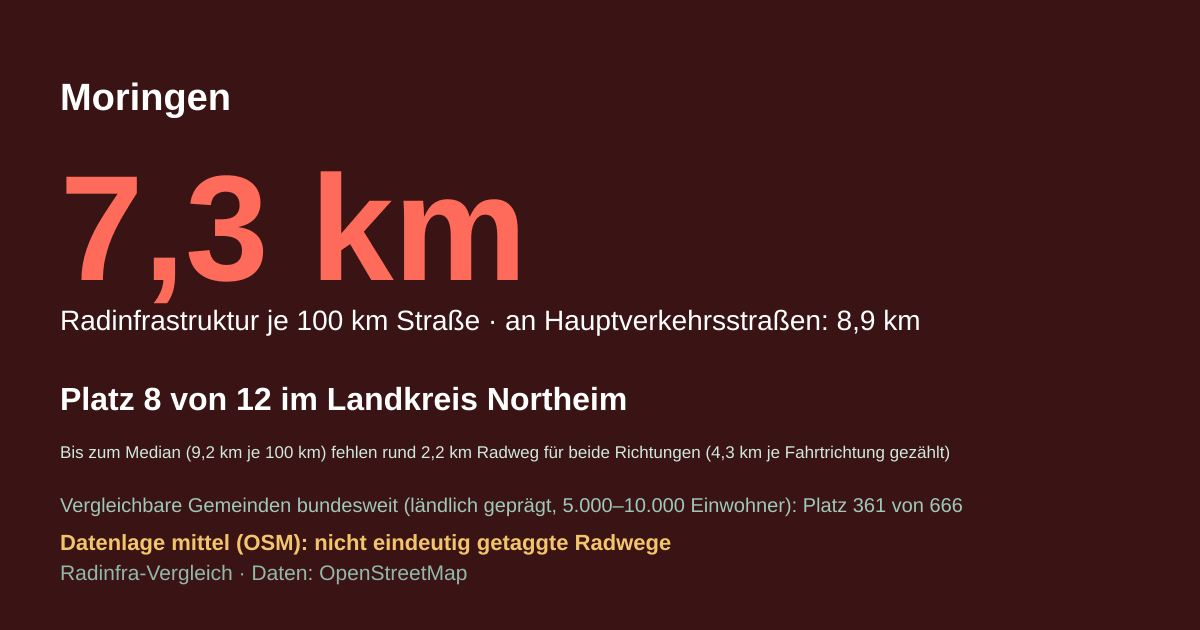 Moringen
7,3 km
Radinfrastruktur je 100 km Straße · an Hauptverkehrsstraßen: 8,9 km
Platz 8 von 12 im Landkreis Northeim
Bis zum Median (9,2 km je 100 km) fehlen rund 2,2 km Radweg für beide Richtungen (4,3 km je Fahrtrichtung gezählt)
Vergleichbare Gemeinden bundesweit (ländlich geprägt, 5.000–10.000 Einwohner): Platz 361 von 666
Datenlage mittel (OSM): nicht eindeutig getaggte Radwege
Radinfra-Vergleich · Daten: OpenStreetMap